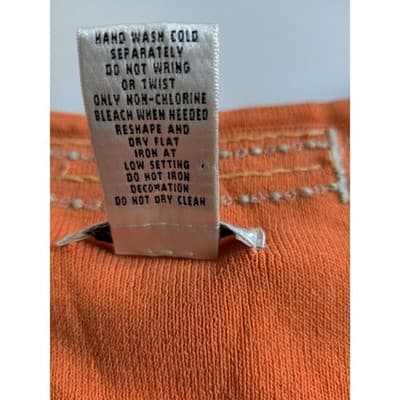 HAND WASH COLD
SEPARATELY
DO NOT WRING
OR TWIST
ONLY NON-CHLORINE
BLEACH WHEN NEEDED
RESHAPE AND
DRY FLAT
IRON AT
LOW SETTING
DO NOT IRON
DECORATION
DO NOT DRY CLEAN